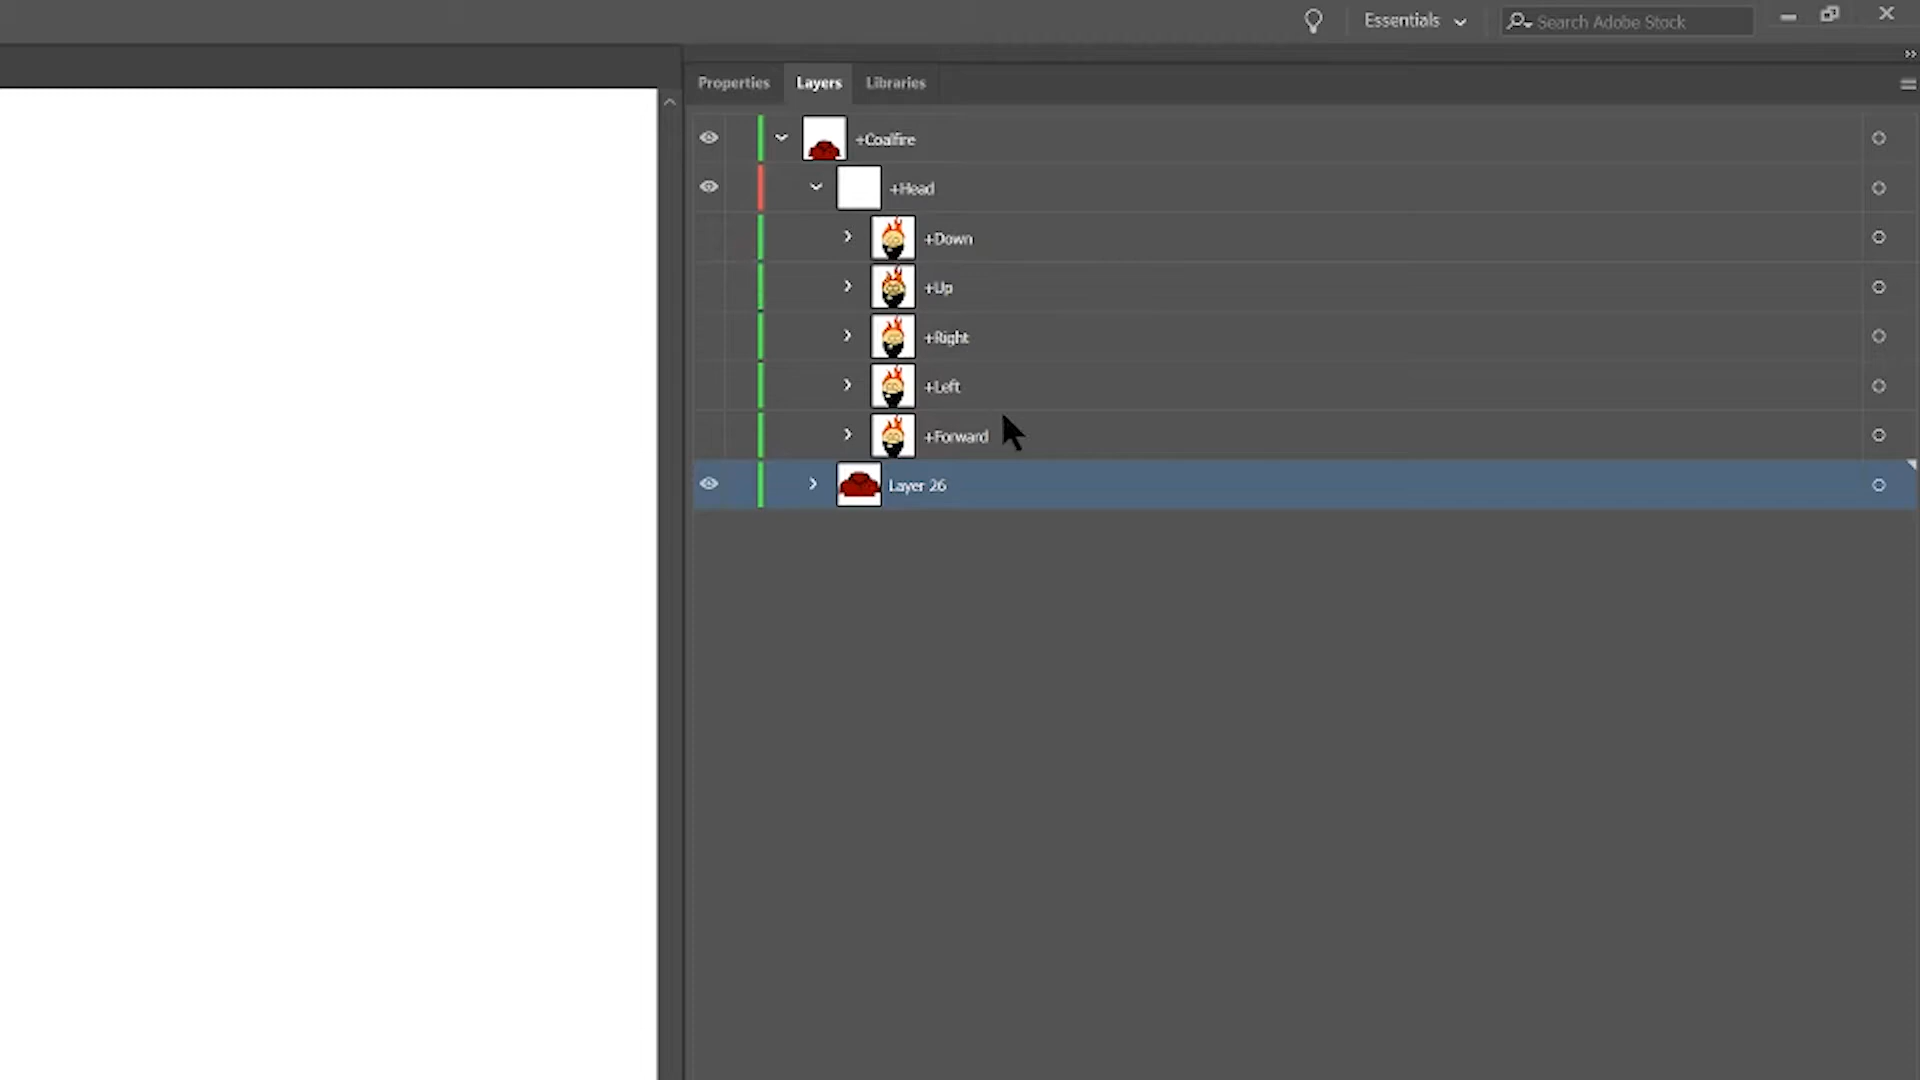 Essentials
Search Adobe Stock
Properties Layers Libraries
+Coalfire
+Head
+Down
+Up
+Right
+Left
+Forward
Layer 26